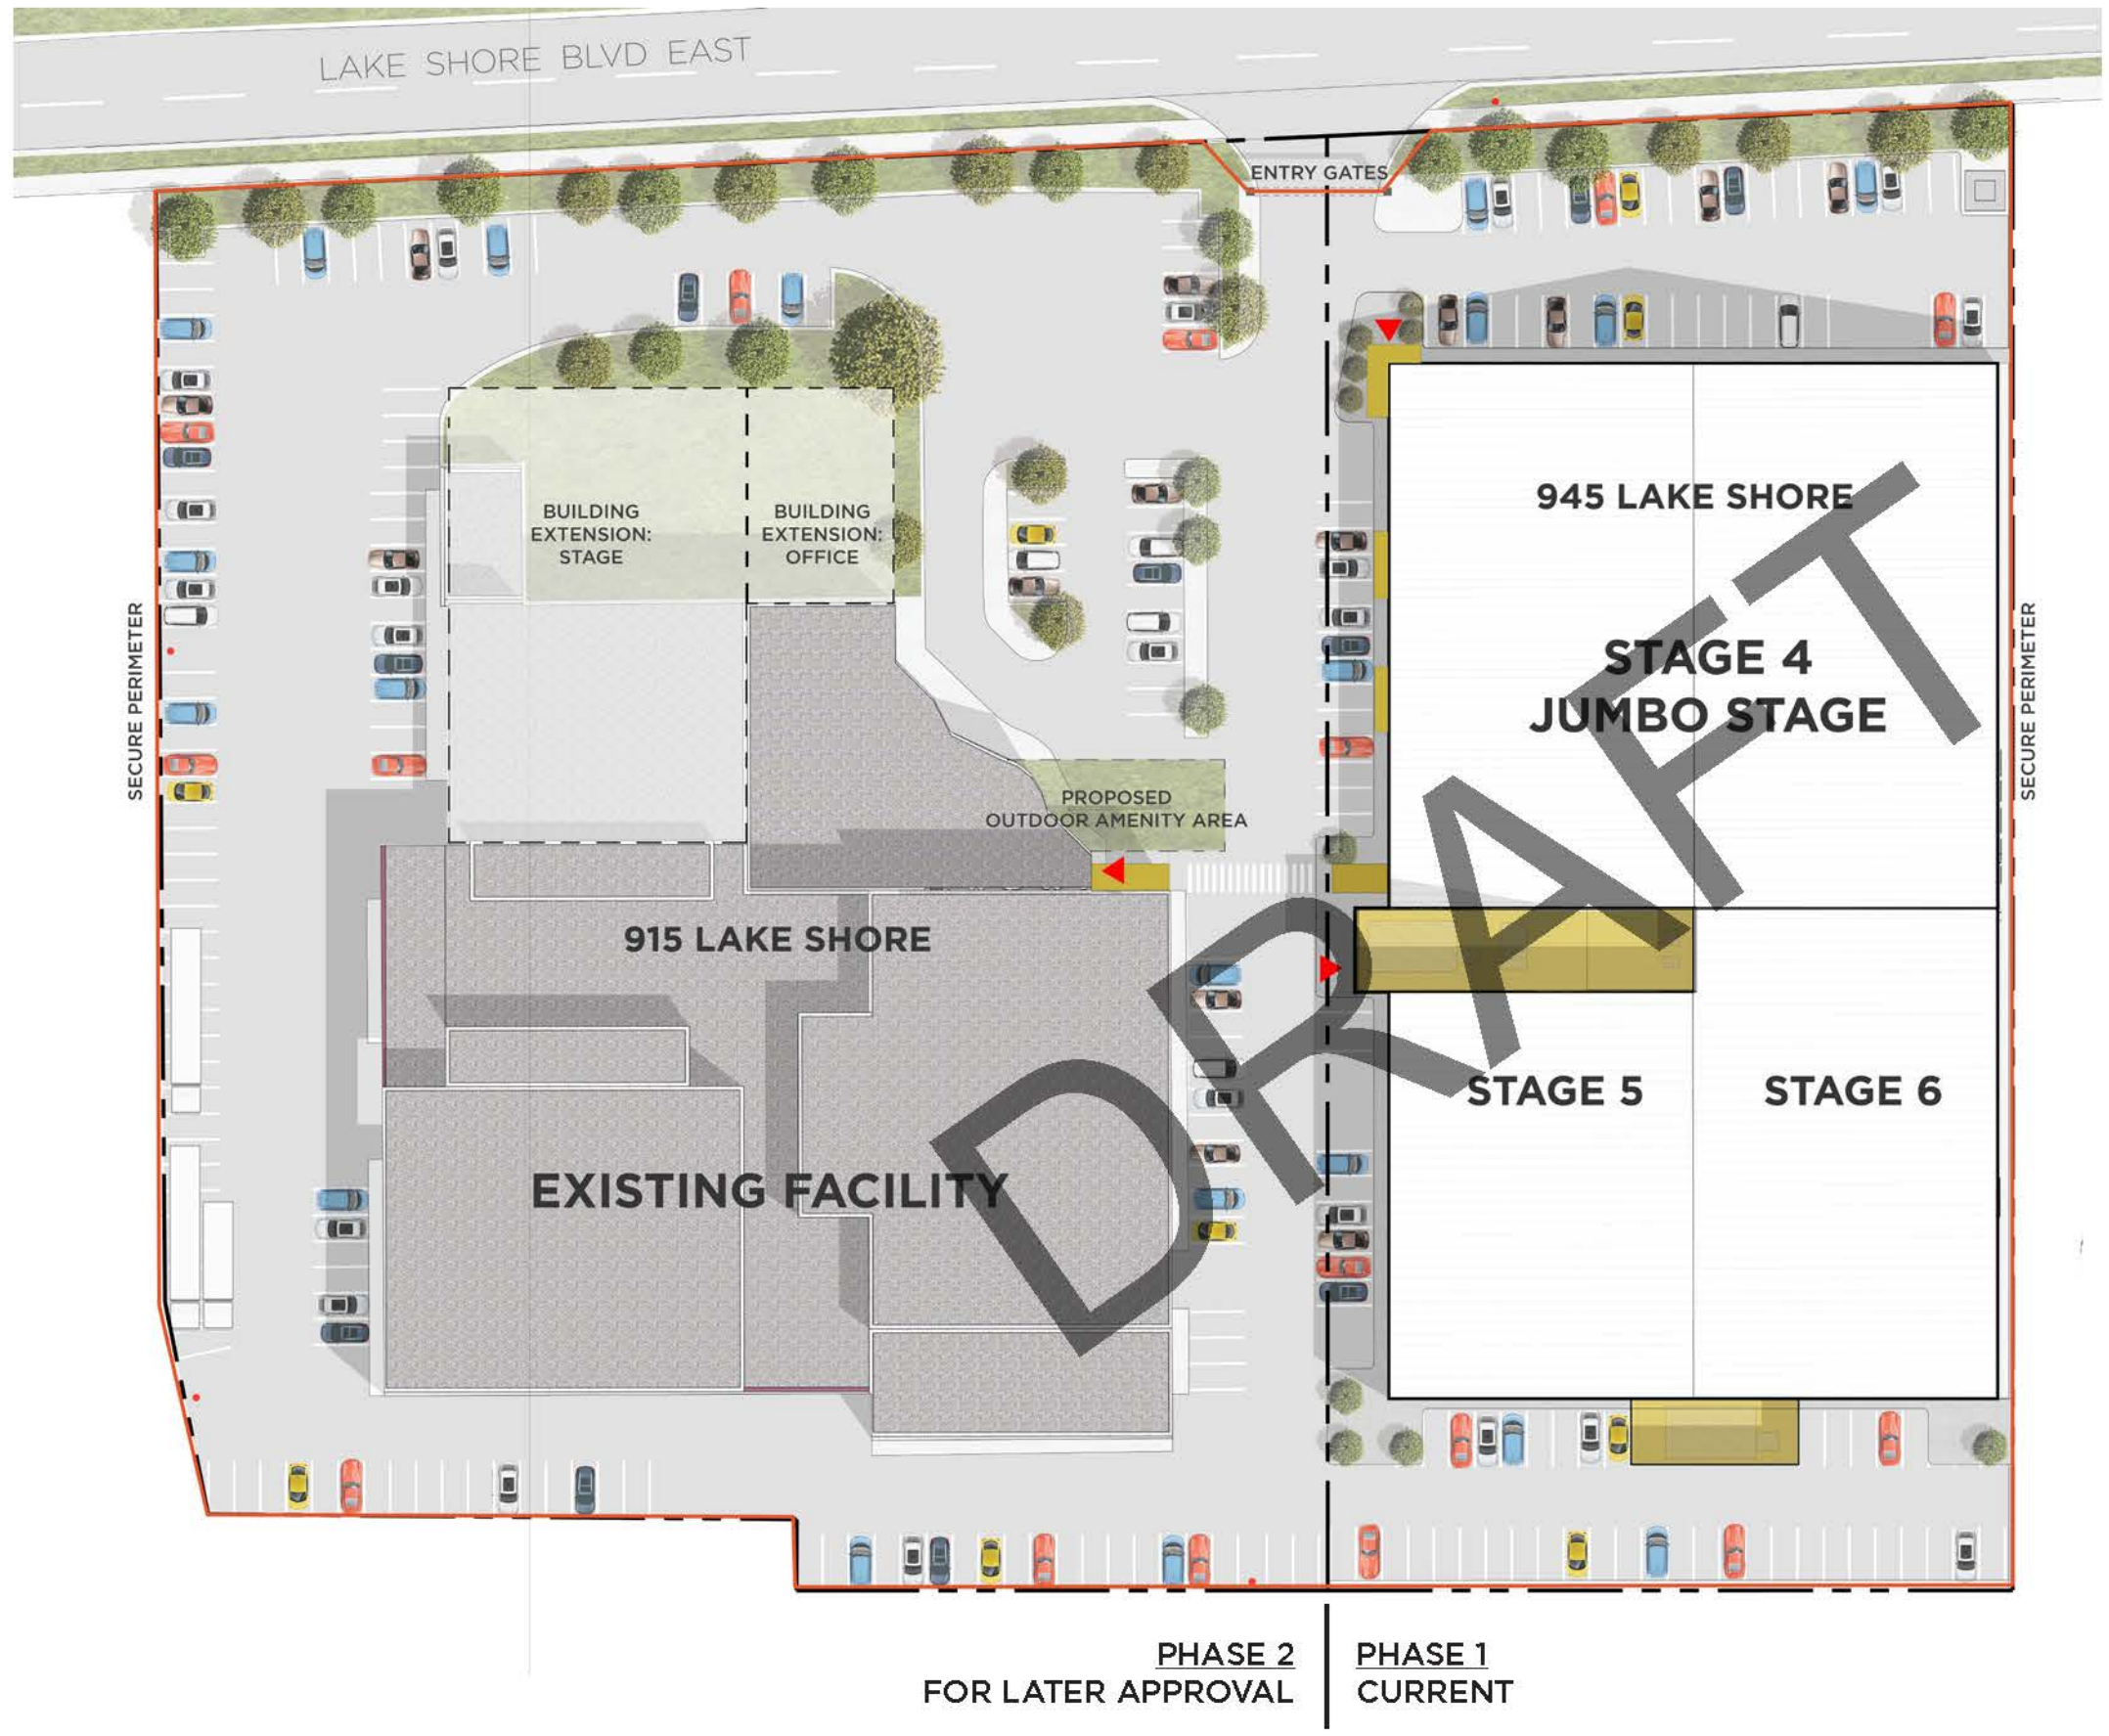 LAKE SHORE BLVD EAST
ENTRY GATES
945 LAKE SHORE
BUILDING
EXTENSION:
STAGE
BUILDING
EXTENSION:
OFFICE
SECURE PERIMETER
STAGE 4
JUMBO STAGE
SECURE PERIMETER
PROPOSED
OUTDOOR AMENITY AREA
915 LAKE SHORE
STAGE 5
STAGE 6
EXISTING FACILITY
DRAFT
PHASE 2
FOR LATER APPROVAL
PHASE 1
CURRENT